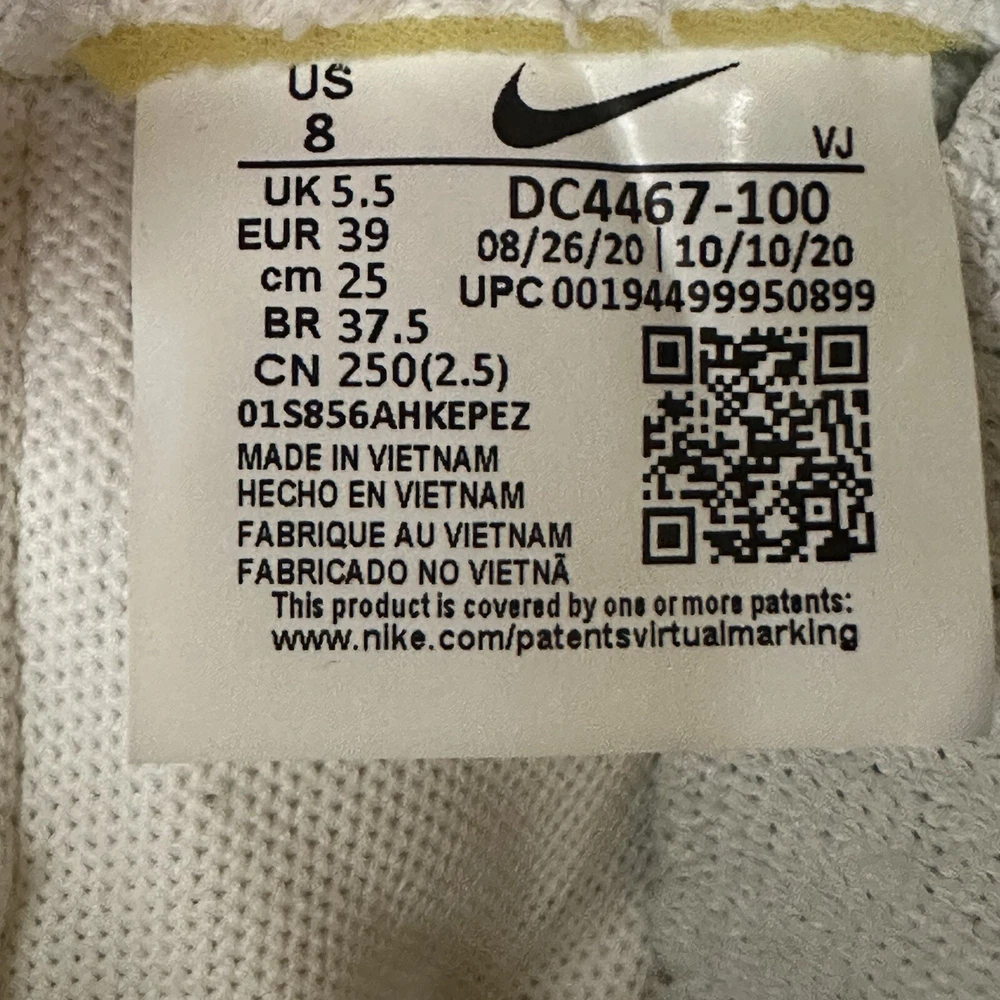 US
8
VJ
UK 5.5
EUR 39
cm 25
BR 37.5
CN 250(2.5)
DC4467-100
08/26/20 | 10/10/20
UPC 00194499950899
01S856AHKEPEZ
MADE IN VIETNAM
HECHO EN VIETNAM
FABRIQUE AU VIETNAM
FABRICADO NO VIETNÃ
This product is covered by one or more patents:
www.nike.com/patentsvirtualmarking